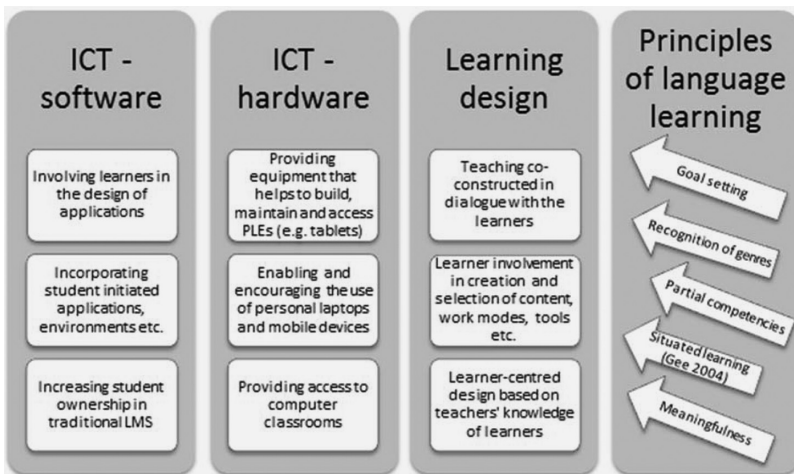 ICT -
software
Involving learners in
the design of
applications
Incorporating
student initiated
applications,
environments etc.
Increasing student
ownership in
traditional LMS
ICT -
hardware
Providing
equipment that
helps to build,
maintain and access
PLEs (e.g. tablets)
Enabling and
encouraging the use
of personal laptops
and mobile devices
Providing access to
computer
classrooms
Learning
design
Teaching co-
constructed in
dialogue with the
learners
Learner involvement
in creation and
selection of content,
work modes, tools
etc.
Learner-centred
design based on
teachers' knowledge
of learners
Principles
of language
learning
Goal setting
Recognition of genres
Partial competencies
Situated learning
(Gee 2004)
Meaningfulness